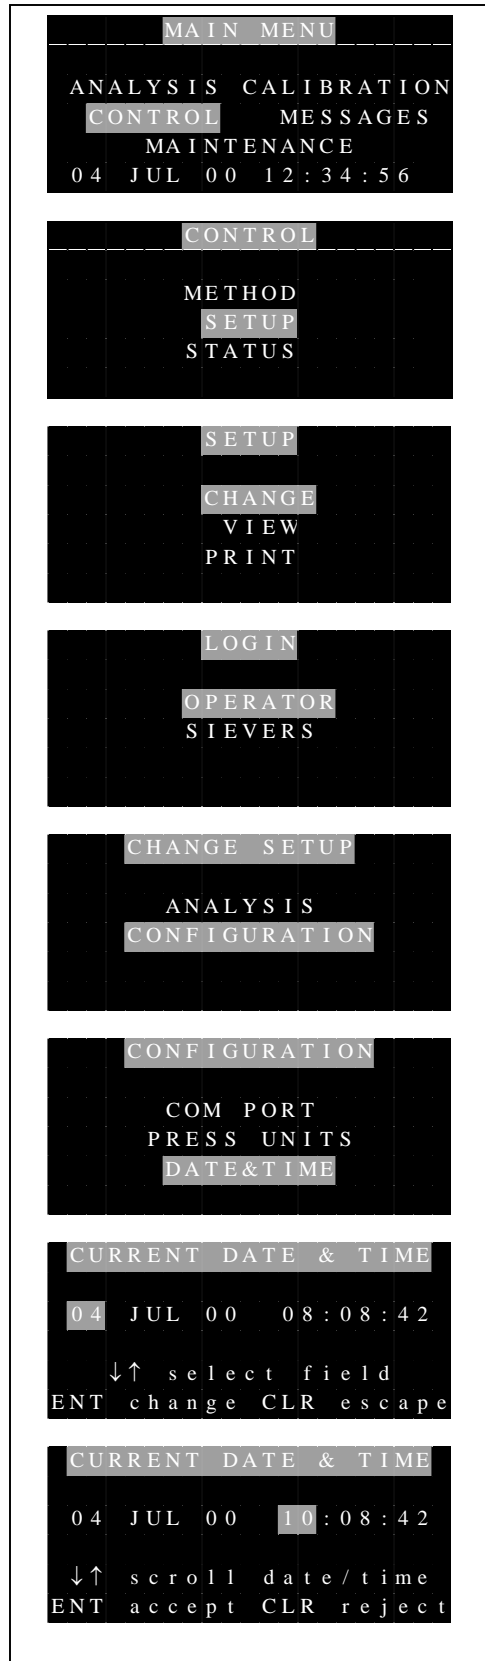 MAIN MENU
ANALYSIS CALIBRATION
CONTROL MESSAGES
MAINTENANCE
04 JUL 00 12:34:56
CONTROL
METHOD
SETUP
STATUS
SETUP
CHANGE
VIEW
PRINT
LOGIN
OPERATOR
SIEVERS
CHANGE SETUP
ANALYSIS
CONFIGURATION
CONFIGURATION
COM PORT
PRESS UNITS
DATE&TIME
CURRENT DATE & TIME
04 JUL 00 08:08:42
↓↑ select field
ENT change CLR escape
CURRENT DATE & TIME
04 JUL 00 10:08:42
↓↑ scroll date/time
ENT accept CLR reject